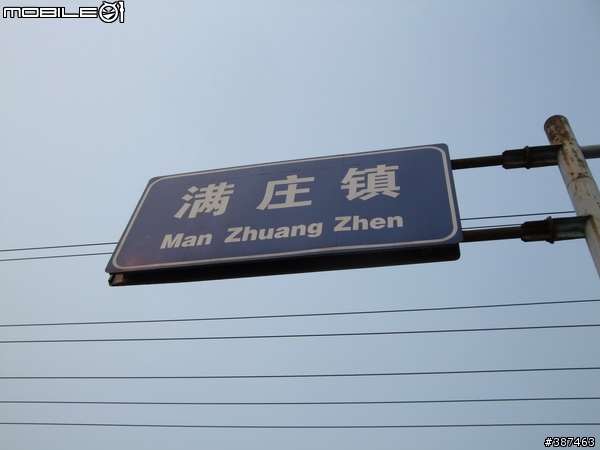 mOBILE01
满庄镇
Man Zhuang Zhen
#387463